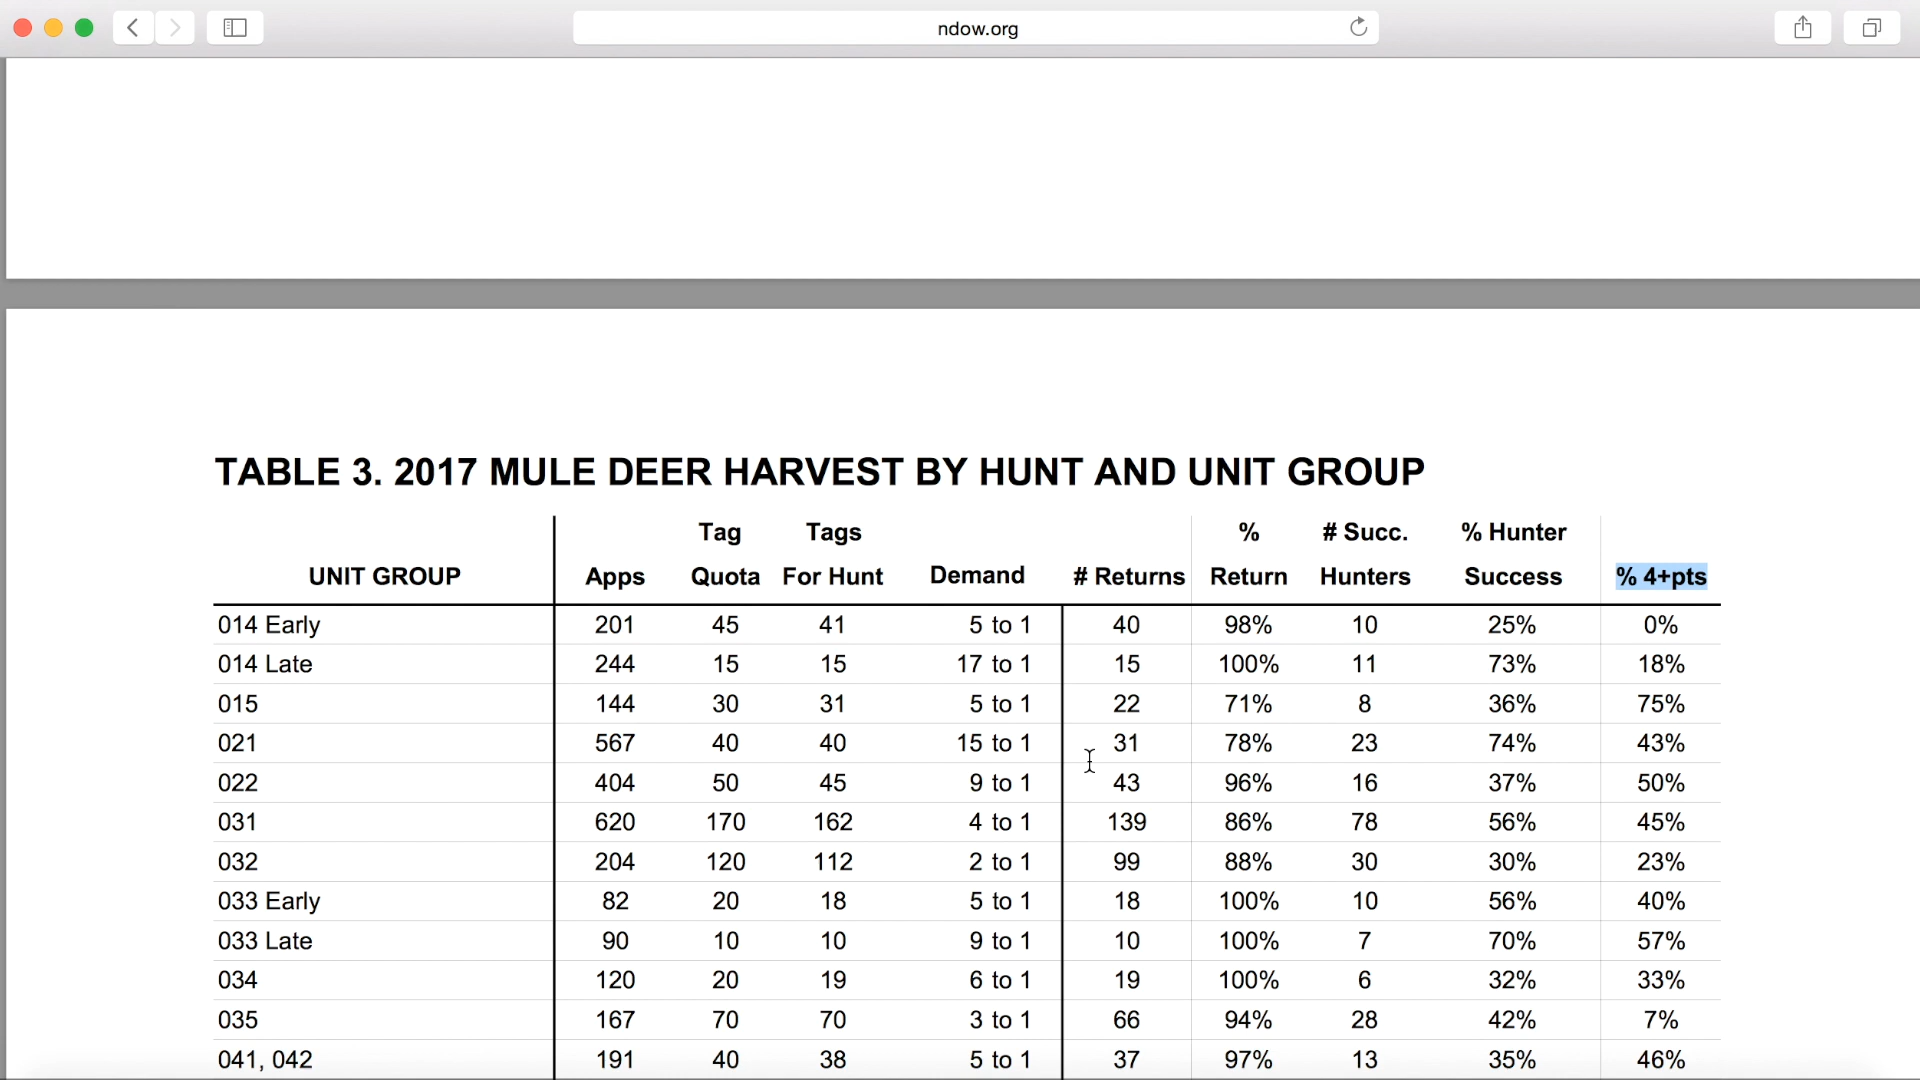 ndow.org
TABLE 3. 2017 MULE DEER HARVEST BY HUNT AND UNIT GROUP
Tag Tags % # Succ. % Hunter
UNIT GROUP Apps Quota For Hunt Demand # Returns Return Hunters Success % 4+pts
014 Early 201 45 41 5 to 1 40 98% 10 25% 0%
014 Late 244 15 15 17 to 1 15 100% 11 73% 18%
015 144 30 31 5 to 1 22 71% 8 36% 75%
021 567 40 40 15 to 1 31 78% 23 74% 43%
022 404 50 45 9 to 1 43 96% 16 37% 50%
031 620 170 162 4 to 1 139 86% 78 56% 45%
032 204 120 112 2 to 1 99 88% 30 30% 23%
033 Early 82 20 18 5 to 1 18 100% 10 56% 40%
033 Late 90 10 10 9 to 1 10 100% 7 70% 57%
034 120 20 19 6 to 1 19 100% 6 32% 33%
035 167 70 70 3 to 1 66 94% 28 42% 7%
041, 042 191 40 38 5 to 1 37 97% 13 35% 46%